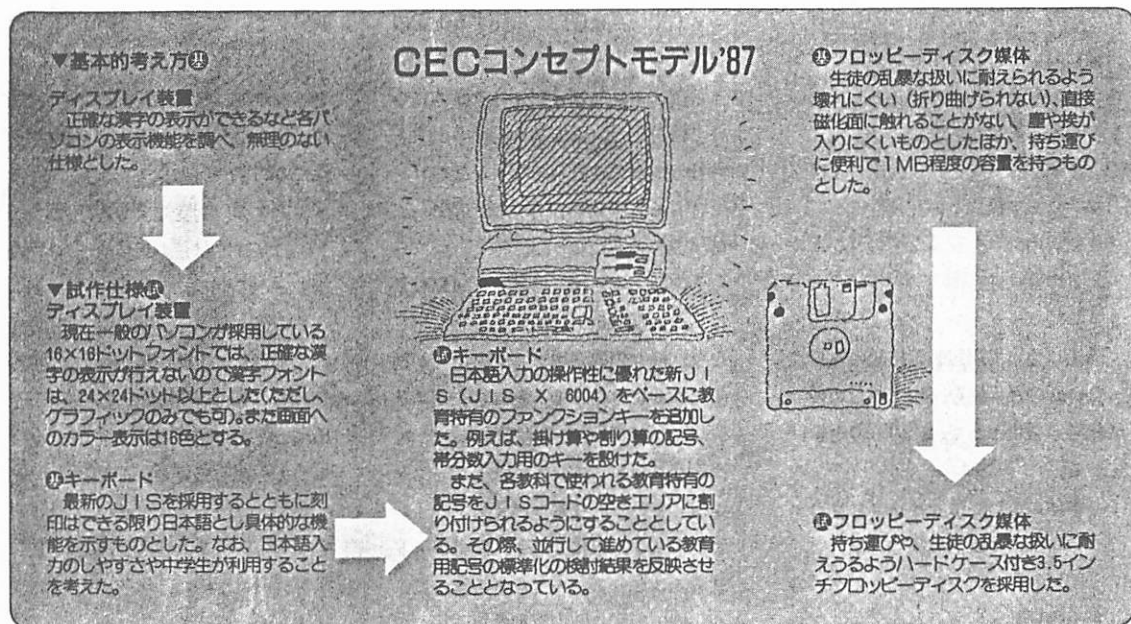 CECコンセプトモデル'87
▼基本的考え方基
ディスプレイ装置
正確な漢字の表示ができるなど各パ
ソコンの表示機能を調べ、無理のない
仕様とした。
▼試作仕様試
ディスプレイ装置
現在一般のパソコンが採用している
16×16ドットフォントでは、正確な漢
字の表示が行えないので漢字フォント
は、24×24ドット以上とした(ただし、
グラフィックのみでも可)。また画面へ
のカラー表示は16色とする。
基キーボード
最新のJISを採用するとともに刻
印はできる限り日本語とし具体的な機
能を示すものとした。なお、日本語入
力のしやすさや中学生が利用すること
を考えた。
試キーボード
日本語入力の操作性に優れた新JI
S(JIS X 6004)をベースに教
育特有のファンクションキーを追加し
た。例えば、掛け算や割り算の記号、
帯分数入力用のキーを設けた。
また、各教科で使われる教育特有の
記号をJISコードの空きエリアに割
り付けられるようにすることとしてい
る。その際、並行して進めている教育
用記号の標準化の検討結果を反映させ
ることとなっている。
基フロッピーディスク媒体
生徒の乱暴な扱いに耐えられるよう
壊れにくい(折り曲げられない)、直接
磁化面に触れることがない、塵や挨が
入りにくいものとしたほか、持ち運び
に便利で1MB程度の容量を持つもの
とした。
試フロッピーディスク媒体
持ち運びや、生徒の乱暴な扱いに耐
えうるようハードケース付き3.5イン
チフロッピーディスクを採用した。